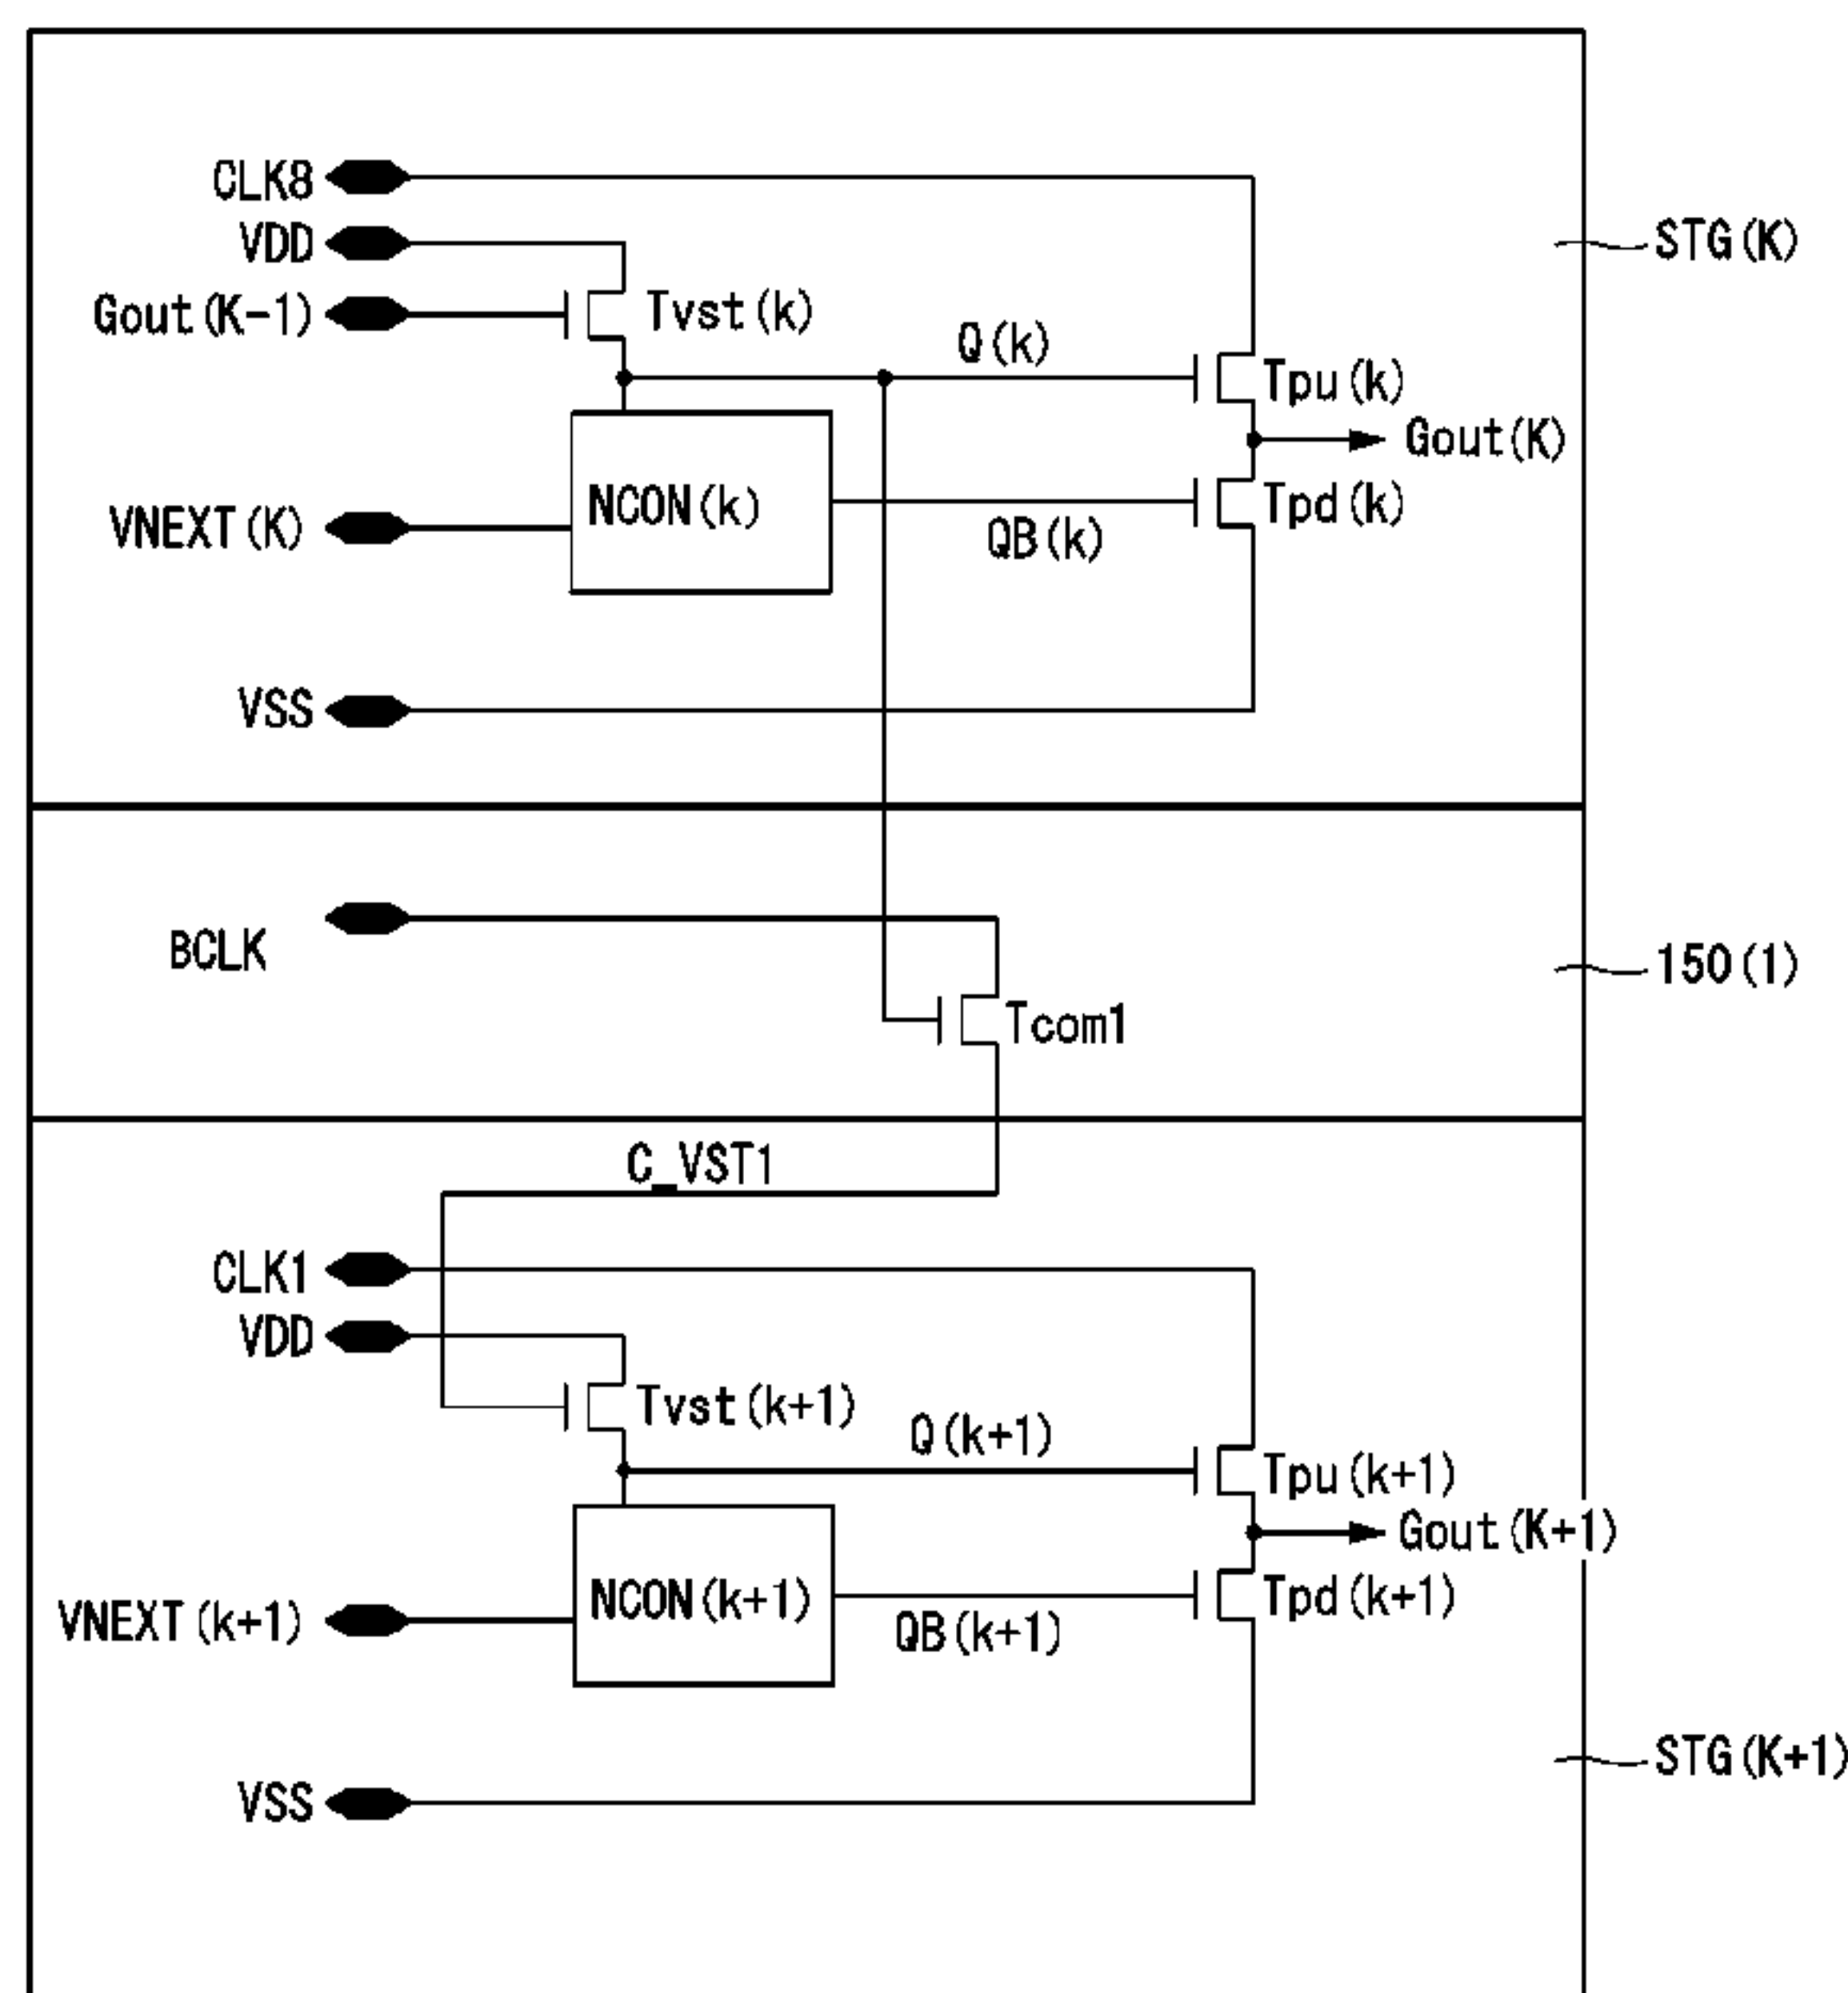 CLK8
VDD
STG(K)
Gout(K-1)
Tvst(k)
Q(k)
Tpu(k)
Gout(K)
NCON(k)
Tpd(k)
VNEXT(K)
QB(k)
VSS
BCLK
150(1)
Tcom1
C_VST1
CLK1
VDD
Tvst(k+1)
Q(k+1)
Tpu(k+1)
Gout(K+1)
NCON(k+1)
Tpd(k+1)
VNEXT(k+1)
QB(k+1)
STG(K+1)
VSS